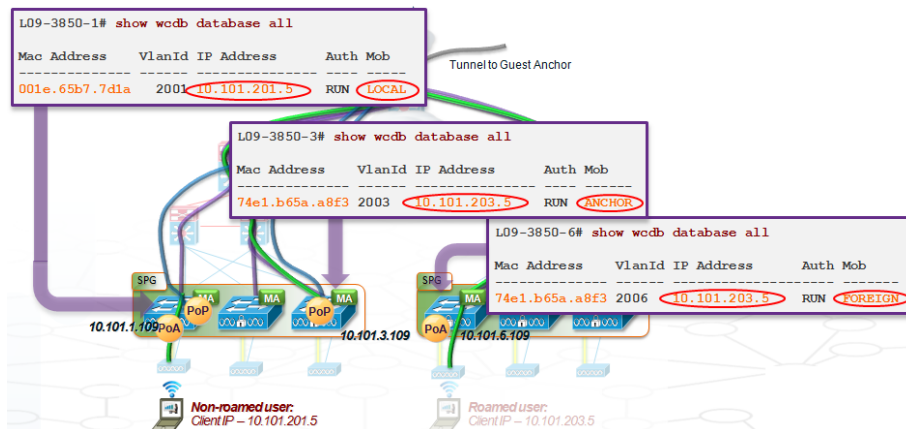 L09-3850-1# show wcdb database all
Mac Address VlanId IP Address Auth Mob
-------------- ------ --------------- ---- -----
001e.65b7.7d1a 2001 10.101.201.5 RUN LOCAL
Tunnel to Guest Anchor
L09-3850-3# show wcdb database all
Mac Address VlanId IP Address Auth Mob
-------------- ------ --------------- ---- ------
74e1.b65a.a8f3 2003 10.101.203.5 RUN ANCHOR
L09-3850-6# show wcdb database all
Mac Address VlanId IP Address Auth Mob
-------------- ------ --------------- ---- -------
74e1.b65a.a8f3 2006 10.101.203.5 RUN FOREIGN
SPG
MA
PoP
PoA
MA
MA
PoP
SPG
MA
PoA
10.101.1.109
10.101.3.109
10.101.6.109
Non-roamed user:
Client IP – 10.101.201.5
Roamed user:
Client IP – 10.101.203.5